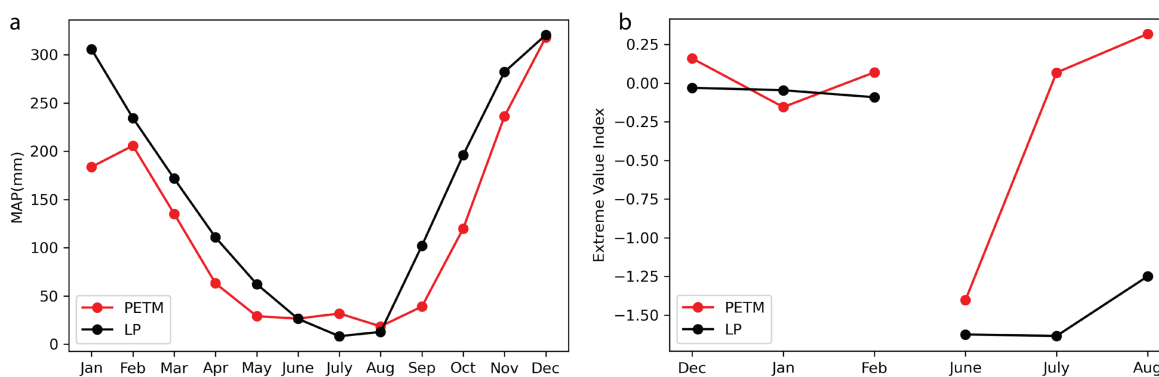 a
MAP(mm)
300
250
200
150
100
50
0
PETM
LP
Jan Feb Mar Apr May June July Aug Sep Oct Nov Dec
b
Extreme Value Index
0.25
0.00
−0.25
−0.50
−0.75
−1.00
−1.25
−1.50
PETM
LP
Dec Jan Feb June July Aug